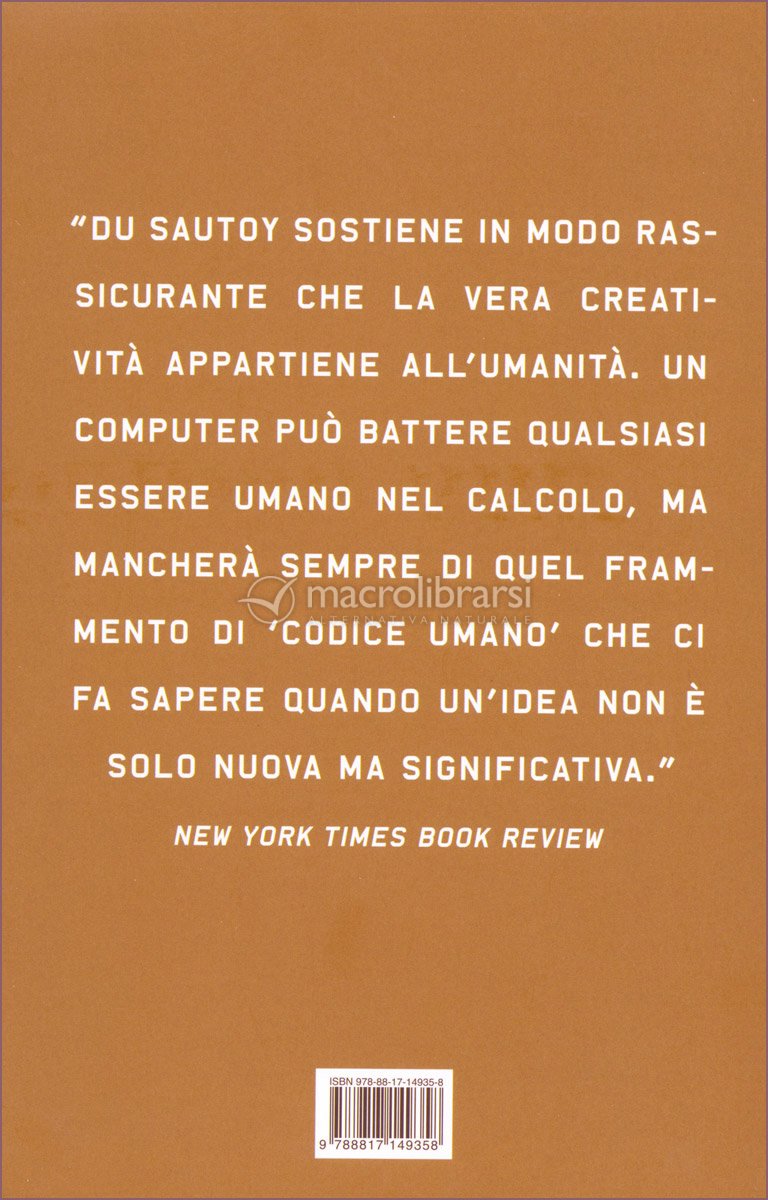 “DU SAUTOY SOSTIENE IN MODO RAS-
SICURANTE CHE LA VERA CREATI-
VITÀ APPARTIENE ALL’UMANITÀ. UN
COMPUTER PUÒ BATTERE QUALSIASI
ESSERE UMANO NEL CALCOLO, MA
MANCHERÀ SEMPRE DI QUEL FRAM-
macrolibrarsi
ALTERNATIVA NATURALE
MENTO DI ‘CODICE UMANO’ CHE CI
FA SAPERE QUANDO UN’IDEA NON È
SOLO NUOVA MA SIGNIFICATIVA.”
NEW YORK TIMES BOOK REVIEW
ISBN 978-88-17-14935-8
9 788817 149358